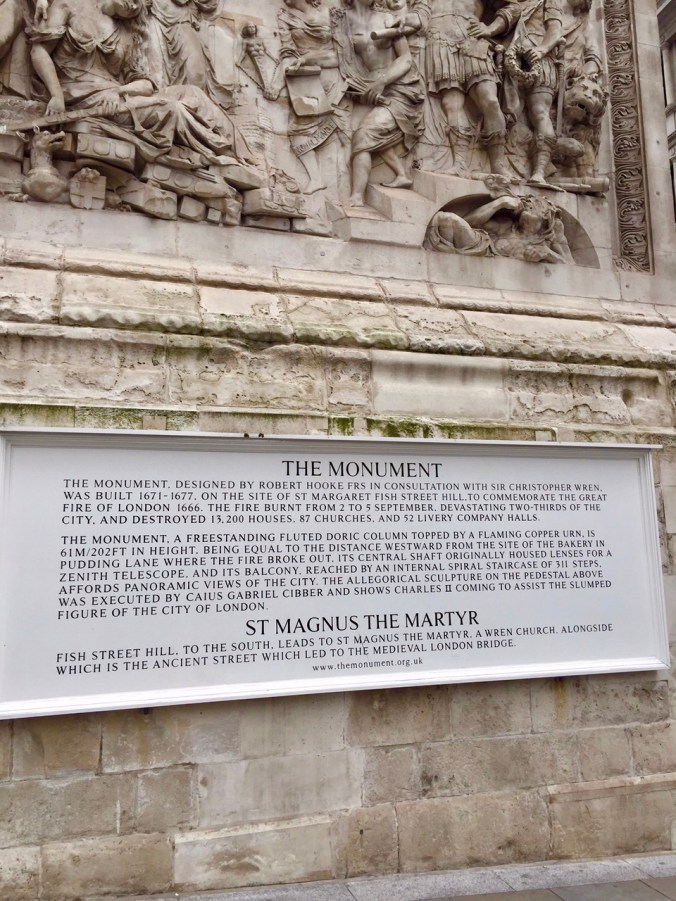 THE MONUMENT
THE MONUMENT, DESIGNED BY ROBERT HOOKE FRS IN CONSULTATION WITH SIR CHRISTOPHER WREN,
WAS BUILT 1671-1677, ON THE SITE OF ST MARGARET FISH STREET HILL,TO COMMEMORATE THE GREAT
FIRE OF LONDON 1666. THE FIRE BURNT FROM 2 TO 5 SEPTEMBER, DEVASTATING TWO-THIRDS OF THE
CITY, AND DESTROYED 13,200 HOUSES, 87 CHURCHES, AND 52 LIVERY COMPANY HALLS.
THE MONUMENT, A FREESTANDING FLUTED DORIC COLUMN TOPPED BY A FLAMING COPPER URN, IS
61M/202FT IN HEIGHT, BEING EQUAL TO THE DISTANCE WESTWARD FROM THE SITE OF THE BAKERY IN
PUDDING LANE WHERE THE FIRE BROKE OUT. ITS CENTRAL SHAFT ORIGINALLY HOUSED LENSES FOR A
ZENITH TELESCOPE, AND ITS BALCONY, REACHED BY AN INTERNAL SPIRAL STAIRCASE OF 311 STEPS,
AFFORDS PANORAMIC VIEWS OF THE CITY. THE ALLEGORICAL SCULPTURE ON THE PEDESTAL ABOVE
WAS EXECUTED BY CAIUS GABRIEL CIBBER AND SHOWS CHARLES II COMING TO ASSIST THE SLUMPED
FIGURE OF THE CITY OF LONDON.
ST MAGNUS THE MARTYR
FISH STREET HILL, TO THE SOUTH, LEADS TO ST MAGNUS THE MARTYR, A WREN CHURCH. ALONGSIDE
WHICH IS THE ANCIENT STREET WHICH LED TO THE MEDIEVAL LONDON BRIDGE.
www.themonument.org.uk